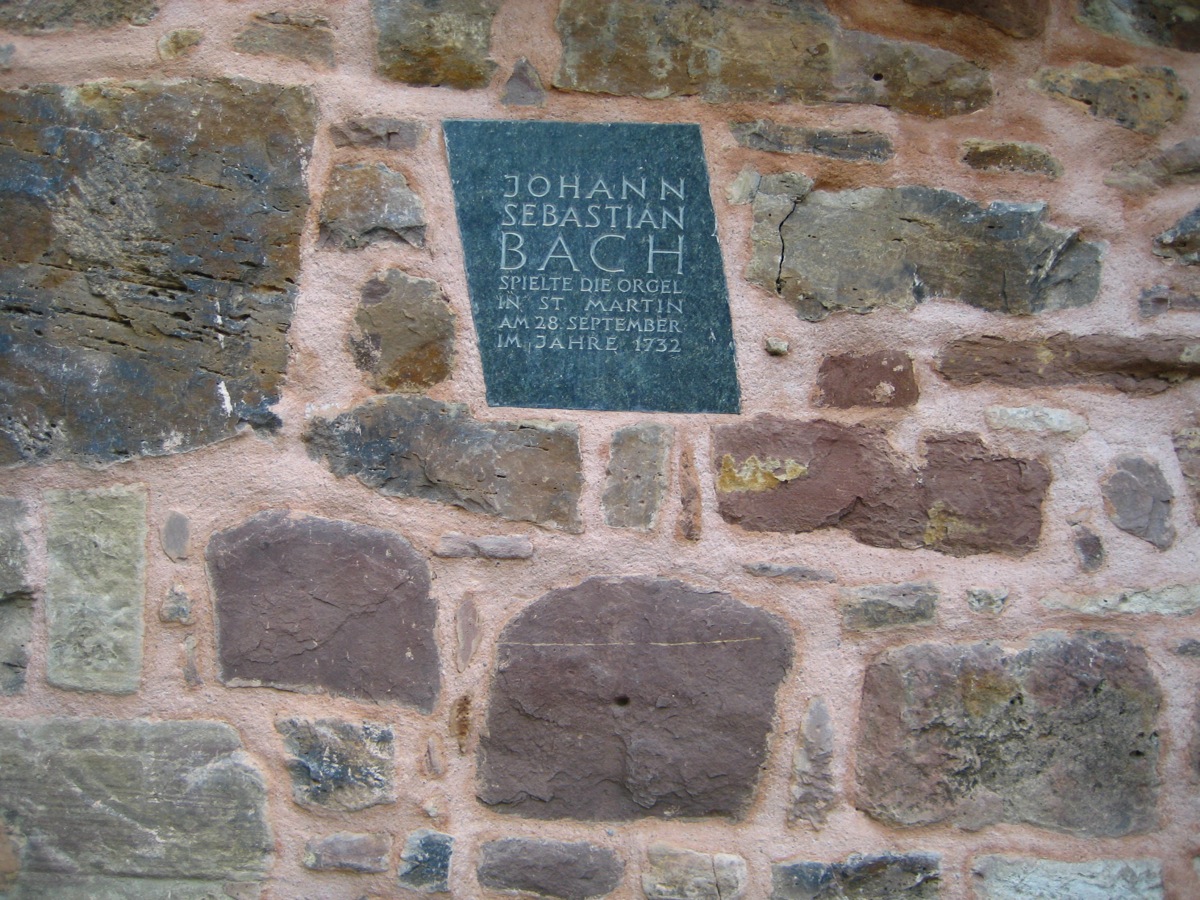 JOHANN
SEBASTIAN
BACH
SPIELTE DIE ORGEL
IN ST. MARTIN
AM 28. SEPTEMBER
IM JAHRE 1732